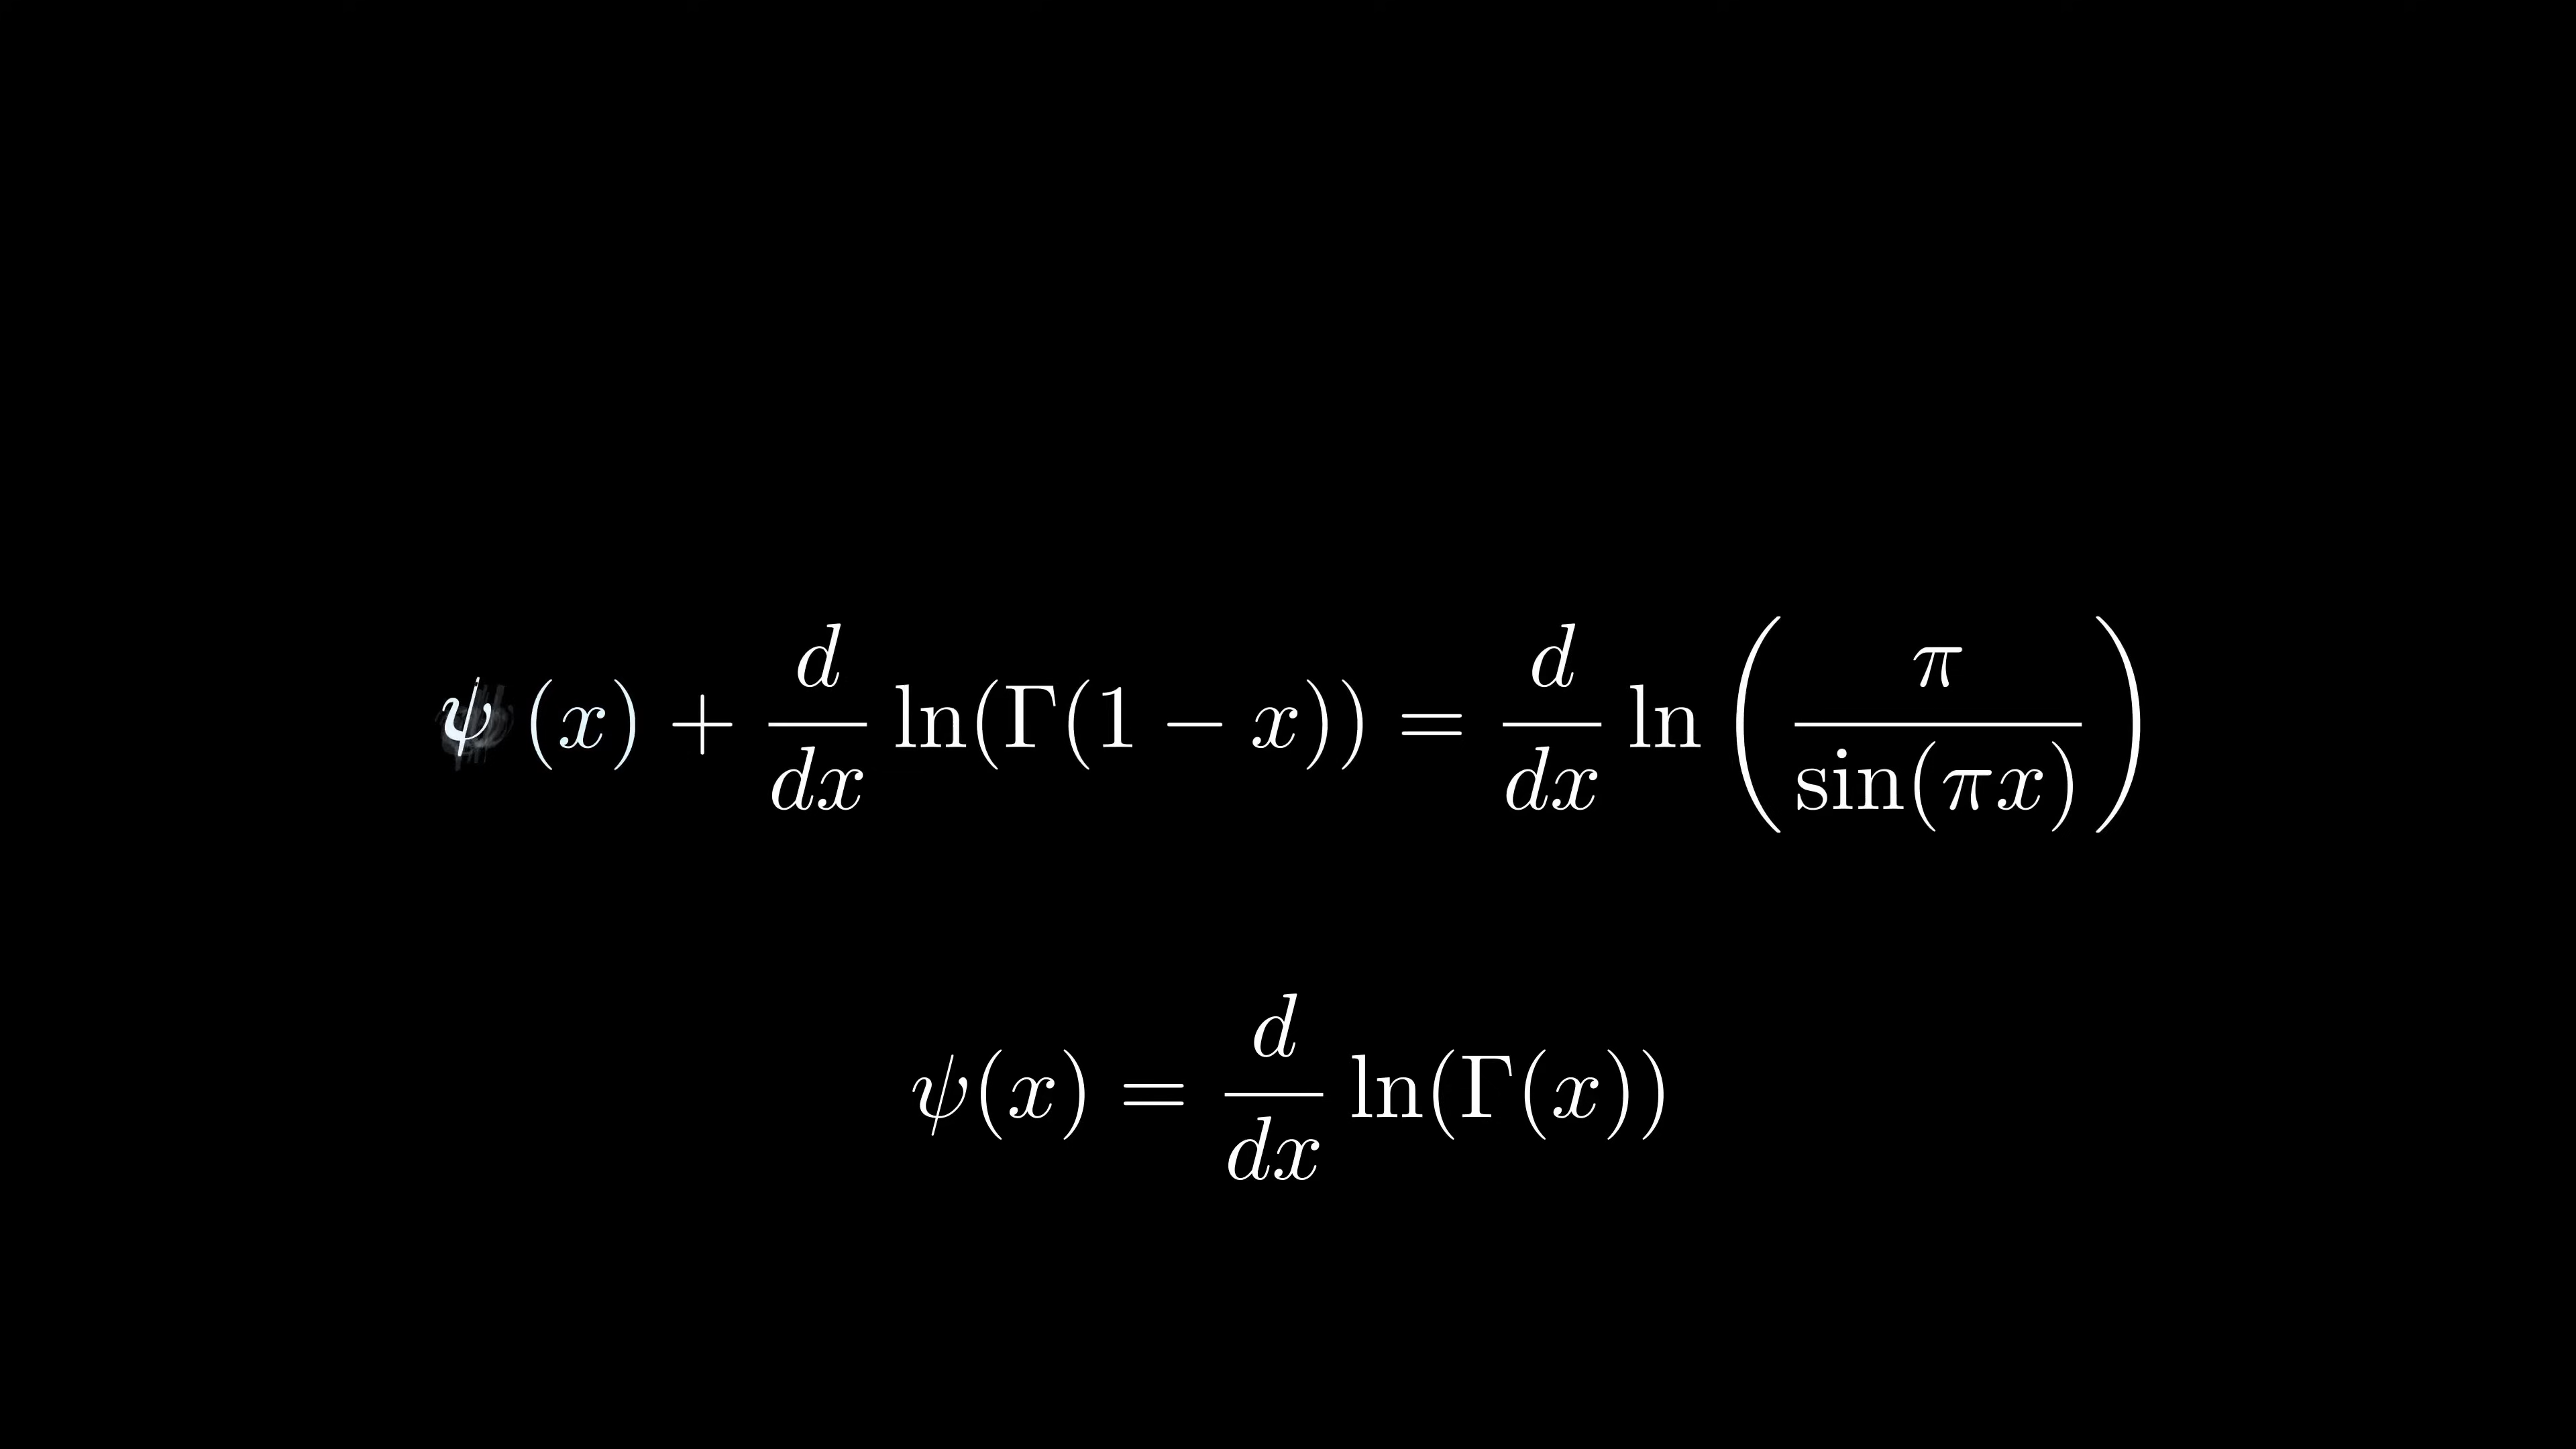 ψ(x) + d/dx ln(Γ(1 − x)) = d/dx ln(π/sin(πx))
ψ(x) = d/dx ln(Γ(x))